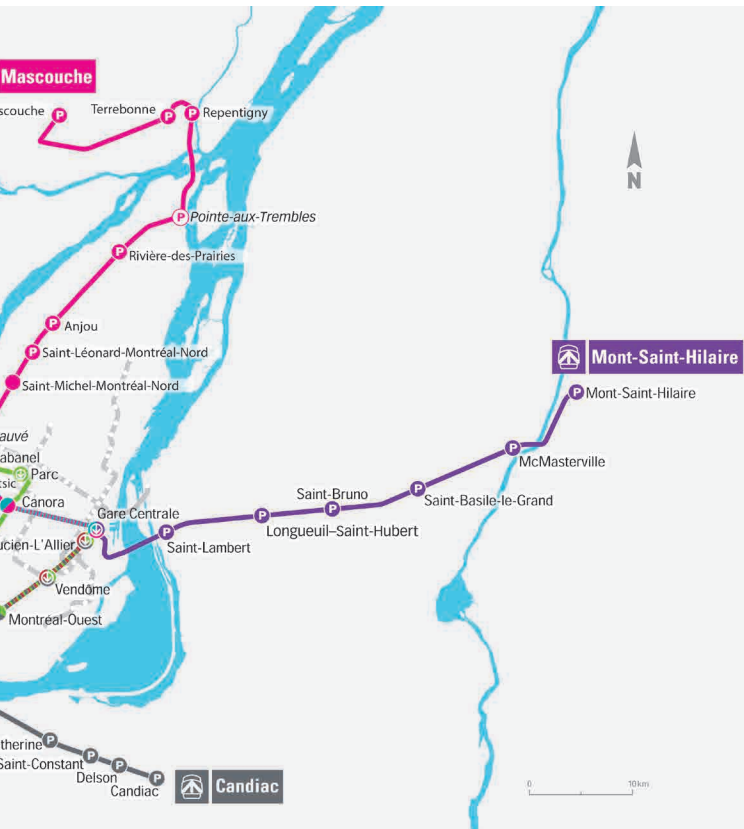 Mascouche
scouche
Terrebonne
Repentigny
N
Pointe-aux-Trembles
Rivière-des-Prairies
Anjou
Saint-Léonard-Montréal-Nord
Mont-Saint-Hilaire
Saint-Michel-Montréal-Nord
Mont-Saint-Hilaire
auvé
abanel
McMasterville
Parc
tsic
Saint-Bruno
Saint-Basile-le-Grand
Canora
Gare Centrale
Longueuil–Saint-Hubert
ucien-L'Allier
Saint-Lambert
Vendôme
Montréal-Ouest
therine
Saint-Constant
Delson
Candiac
Candiac
0 10km